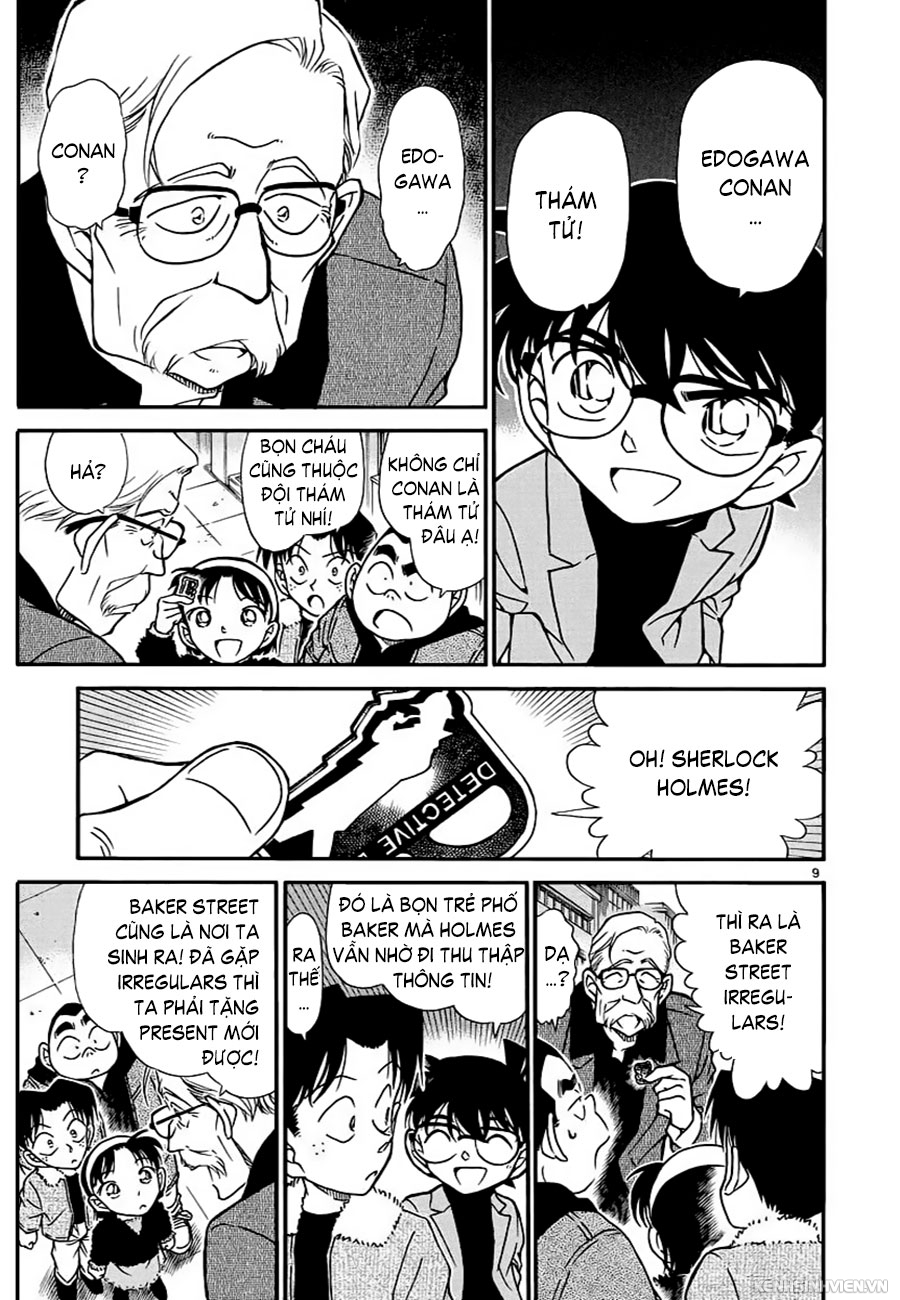 EDOGAWA
CONAN
...
THÁM
TỬ!
EDO-
GAWA
...
CONAN
?
KHÔNG CHỈ
CONAN LÀ
THÁM TỬ
ĐÂU Ạ!
BỌN CHÁU
CŨNG THUỘC
ĐỘI THÁM
TỬ NHÍ!
HẢ?
OH! SHERLOCK
HOLMES!
DETECTIVE
9
THÌ RA LÀ
BAKER
STREET
IRREGU-
LARS!
DẠ
...?
ĐÓ LÀ BỌN TRẺ PHỐ
BAKER MÀ HOLMES
VẪN NHỜ ĐI THU THẬP
THÔNG TIN!
RA
THẾ
...
BAKER STREET
CŨNG LÀ NƠI TA
SINH RA! ĐÃ GẶP
IRREGULARS THÌ
TA PHẢI TẶNG
PRESENT MỚI
ĐƯỢC!
KENHSINHVIEN.VN